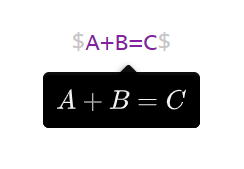 $A+B=C$
A + B = C